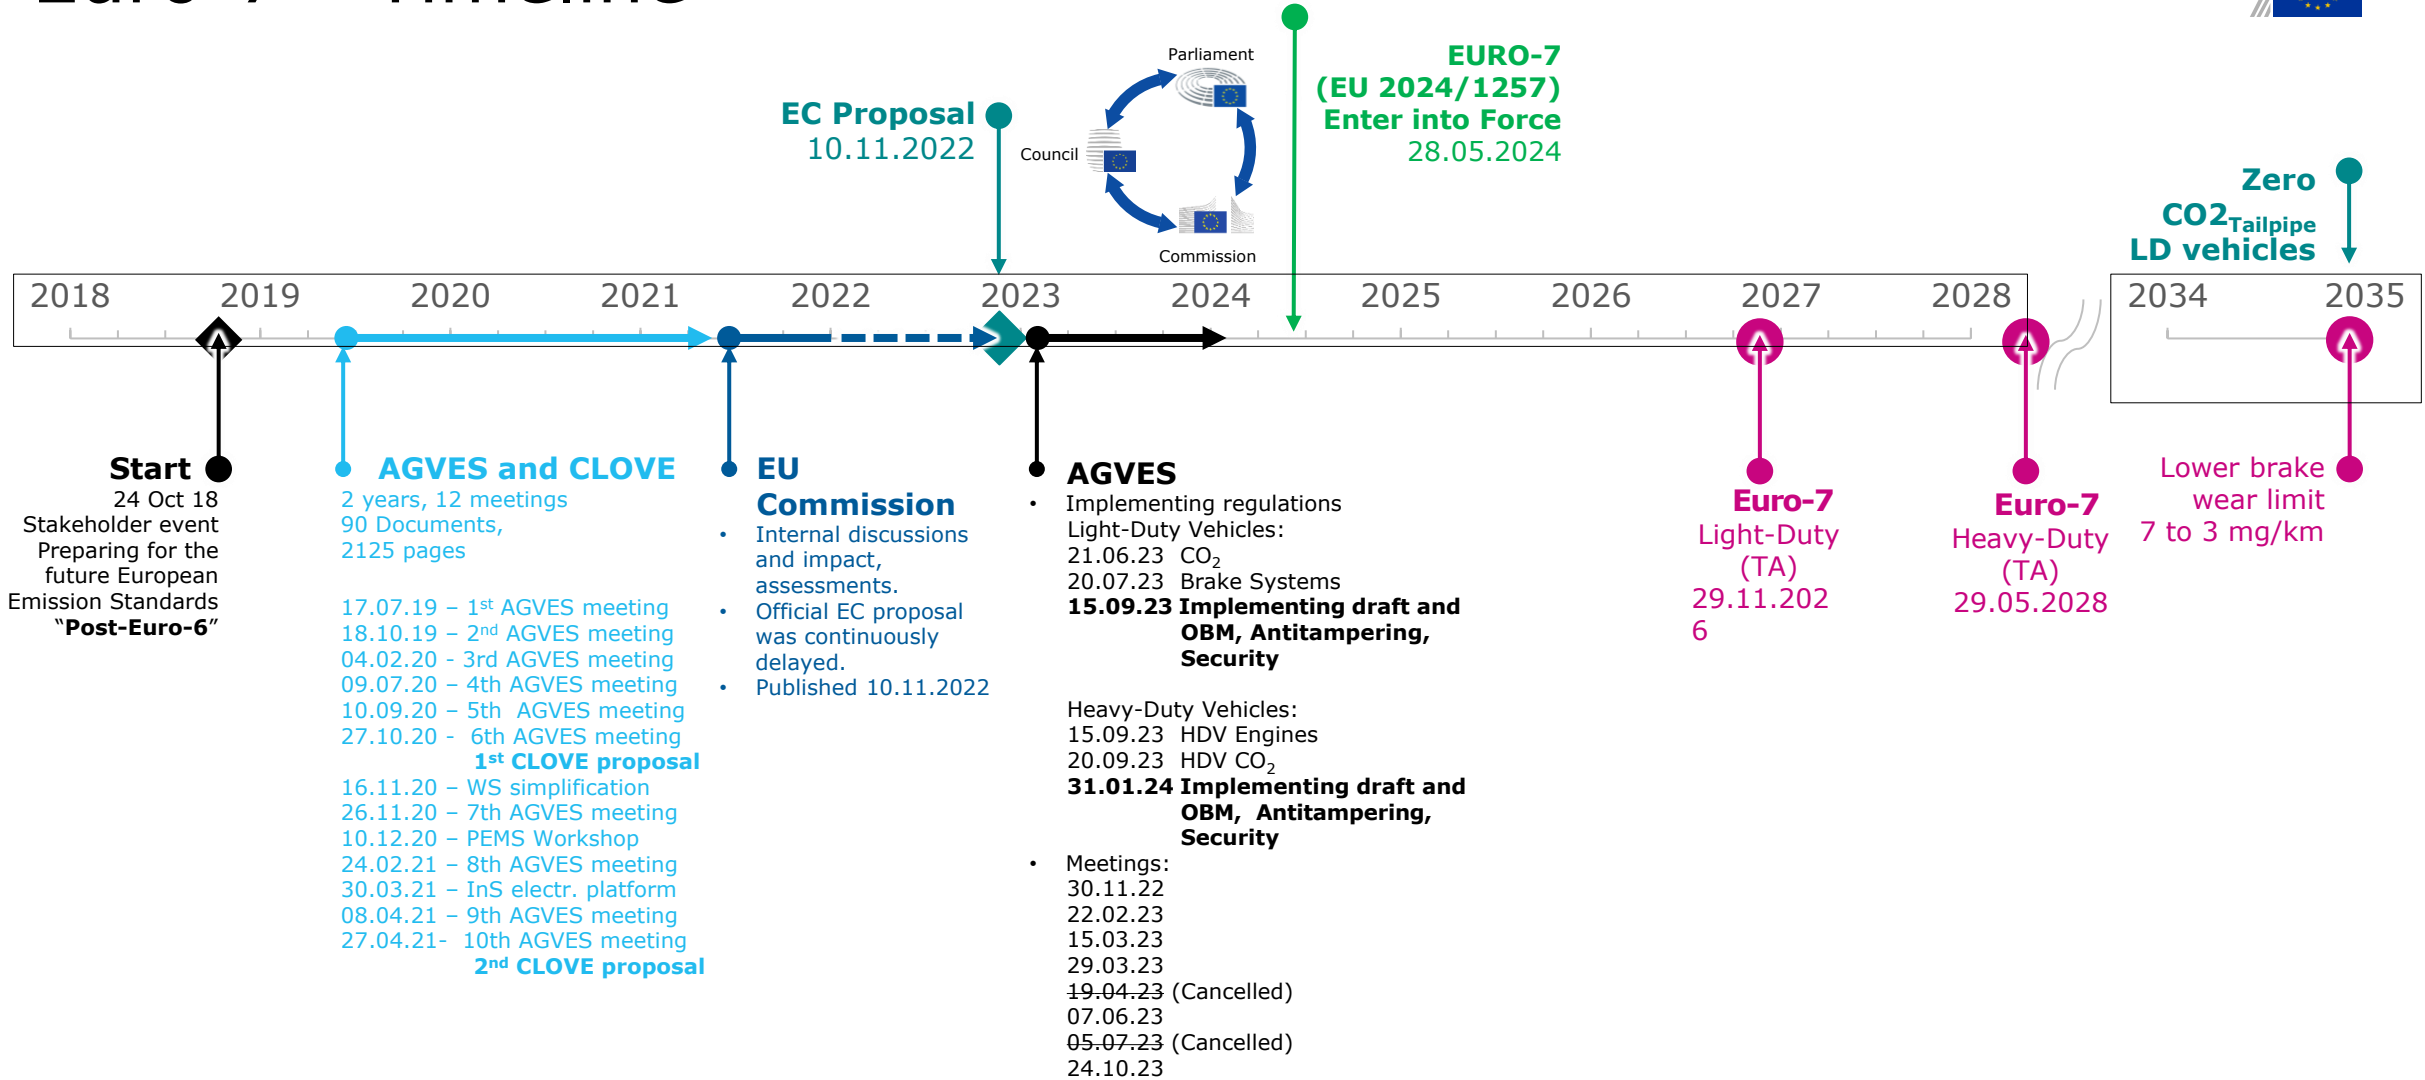 Euro-7 Timeline
Parliament
Council
Commission
EC Proposal
10.11.2022
EURO-7
(EU 2024/1257)
Enter into Force
28.05.2024
Zero
CO2Tailpipe
LD vehicles
2018 2019 2020 2021 2022 2023 2024 2025 2026 2027 2028 2034 2035
Start
24 Oct 18
Stakeholder event
Preparing for the
future European
Emission Standards
“Post-Euro-6”
AGVES and CLOVE
2 years, 12 meetings
90 Documents,
2125 pages
17.07.19 – 1st AGVES meeting
18.10.19 – 2nd AGVES meeting
04.02.20 - 3rd AGVES meeting
09.07.20 – 4th AGVES meeting
10.09.20 – 5th AGVES meeting
27.10.20 - 6th AGVES meeting
1st CLOVE proposal
16.11.20 – WS simplification
26.11.20 – 7th AGVES meeting
10.12.20 – PEMS Workshop
24.02.21 – 8th AGVES meeting
30.03.21 – InS electr. platform
08.04.21 – 9th AGVES meeting
27.04.21- 10th AGVES meeting
2nd CLOVE proposal
EU
Commission
• Internal discussions
and impact,
assessments.
• Official EC proposal
was continuously
delayed.
• Published 10.11.2022
AGVES
• Implementing regulations
Light-Duty Vehicles:
21.06.23 CO2
20.07.23 Brake Systems
15.09.23 Implementing draft and
OBM, Antitampering,
Security
Heavy-Duty Vehicles:
15.09.23 HDV Engines
20.09.23 HDV CO2
31.01.24 Implementing draft and
OBM, Antitampering,
Security
• Meetings:
30.11.22
22.02.23
15.03.23
29.03.23
19.04.23 (Cancelled)
07.06.23
05.07.23 (Cancelled)
24.10.23
Euro-7
Light-Duty
(TA)
29.11.202
6
Euro-7
Heavy-Duty
(TA)
29.05.2028
Lower brake
wear limit
7 to 3 mg/km